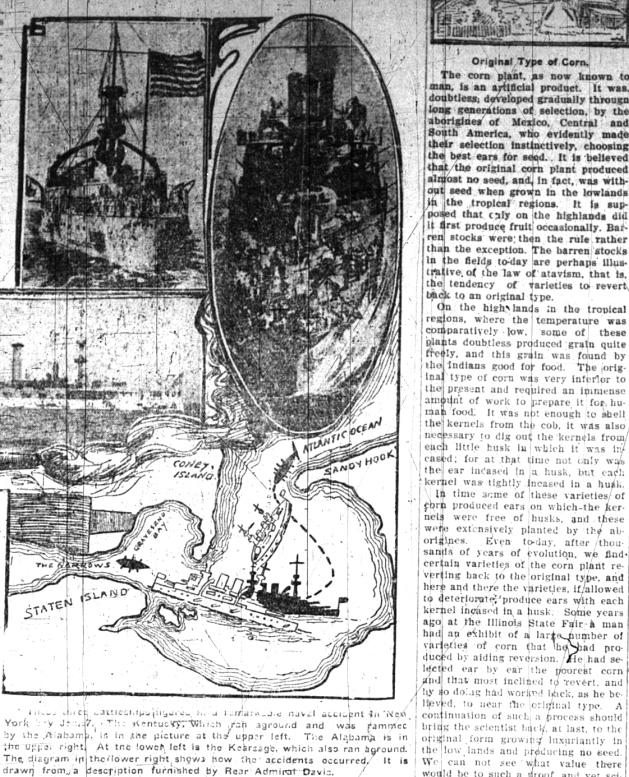 ATLANTIC OCEAN
SANDY HOOK
CONEY
ISLAND
GRAVESEND
BAY
THE NARROWS
STATEN ISLAND
These three battleships figured in a remarkable naval accident in New
York bay Jan. 7. The Kentucky, which ran aground and was rammed
by the Alabama, is in the picture at the upper left. The Alabama is in
the upper right. At the lower left is the Kearsage, which also ran aground.
The diagram in the lower right shows how the accidents occurred. It is
drawn from a description furnished by Rear Admiral Davis.
Original Type of Corn.
The corn plant, as now known to
man, is an artificial product. It was,
doubtless, developed gradually through
long generations of selection, by the
aborigines of Mexico, Central and
South America, who evidently made
their selection instinctively, choosing
the best ears for seed. It is believed
that the original corn plant produced
almost no seed, and, in fact, was with-
out seed when grown in the lowlands
in the tropical regions. It is sup-
posed that only on the highlands did
it first produce fruit occasionally. Bar-
ren stocks were then the rule rather
than the exception. The barren stocks
in the fields to-day are perhaps illus-
trative of the law of atavism, that is,
the tendency of varieties to revert
back to an original type.
On the high lands in the tropical
regions, where the temperature was
comparatively low, some of these
plants doubtless produced grain quite
freely, and this grain was found by
the Indians good for food. The orig-
inal type of corn was very inferior to
the present and required an immense
amount of work to prepare it for hu-
man food. It was not enough to shell
the kernels from the cob, it was also
necessary to dig out the kernels from
each little husk in which it was in-
cased; for at that time not only was
the ear incased in a husk, but each
kernel was tightly incased in a husk.
In time some of these varieties of
corn produced ears on which the ker-
nels were free of husks, and these
were extensively planted by the ab-
origines. Even to-day, after thou-
sands of years of evolution, we find
certain varieties of the corn plant re-
verting back to the original type, and
here and there the varieties, if allowed
to deteriorate, produce ears with each
kernel incased in a husk. Some years
ago at the Illinois State Fair a man
had an exhibit of a large number of
varieties of corn that he had pro-
duced by aiding reversion. He had se-
lected ear by ear the poorest corn
and that most inclined to revert, and
by so doing had worked back, as he be-
lieved, to near the original type. A
continuation of such a process should
bring the scientist back, at last, to the
original form growing luxuriantly in
the low lands and producing no seed.
We can not see what value there
would be to such a proof and yet